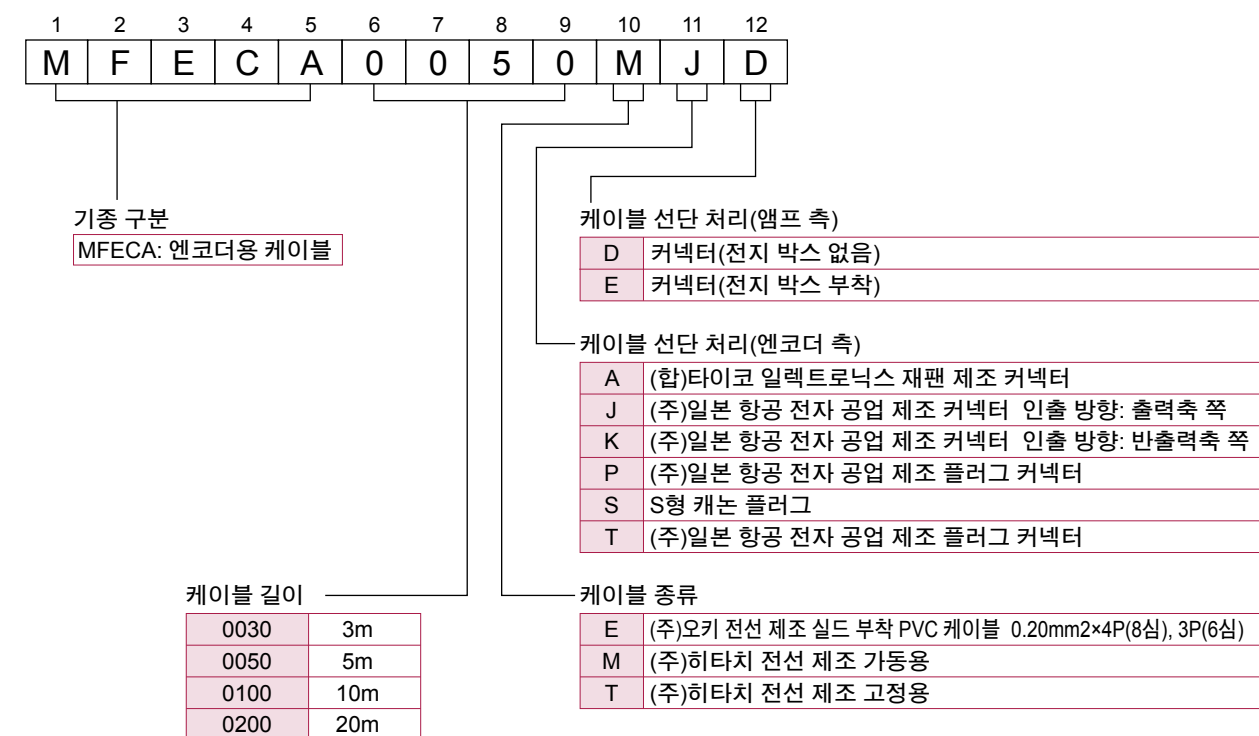 1 2 3 4 5 6 7 8 9 10 11 12
M F E C A 0 0 5 0 M J D
기종 구분
MFECA: 엔코더용 케이블
케이블 선단 처리(앰프 측)
D 커넥터(전지 박스 없음)
E 커넥터(전지 박스 부착)
케이블 선단 처리(엔코더 측)
A (합)타이코 일렉트로닉스 재팬 제조 커넥터
J (주)일본 항공 전자 공업 제조 커넥터 인출 방향: 출력축 쪽
K (주)일본 항공 전자 공업 제조 커넥터 인출 방향: 반출력축 쪽
P (주)일본 항공 전자 공업 제조 플러그 커넥터
S S형 캐논 플러그
T (주)일본 항공 전자 공업 제조 플러그 커넥터
케이블 길이
0030 3m
0050 5m
0100 10m
0200 20m
케이블 종류
E (주)오키 전선 제조 실드 부착 PVC 케이블 0.20mm2×4P(8심), 3P(6심)
M (주)히타치 전선 제조 가동용
T (주)히타치 전선 제조 고정용